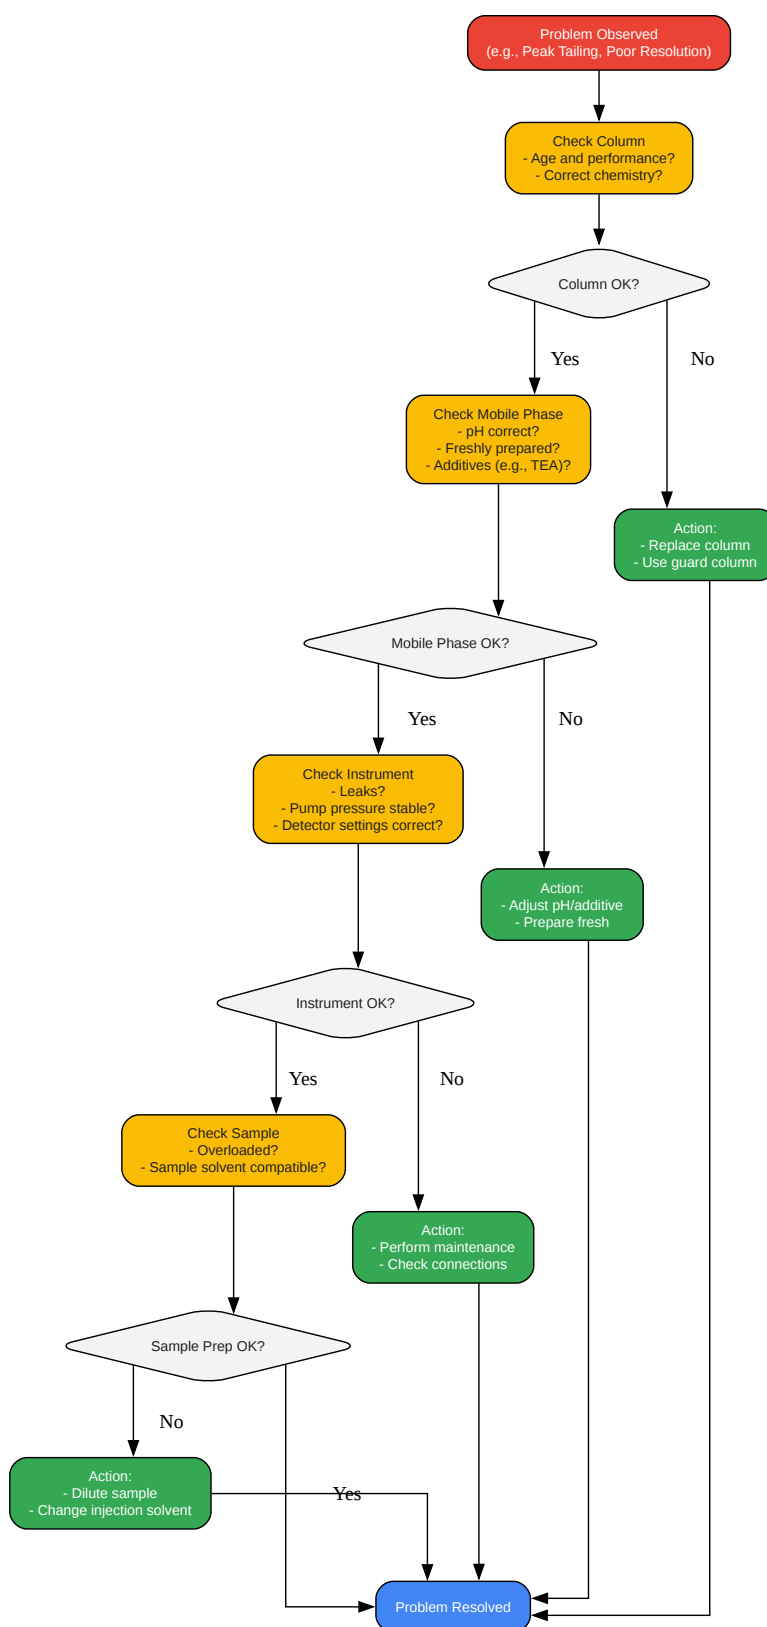 Problem Observed
(e.g., Peak Tailing, Poor Resolution)
Check Column
- Age and performance?
- Correct chemistry?
Column OK?
Yes
No
Check Mobile Phase
- pH correct?
- Freshly prepared?
- Additives (e.g., TEA)?
Action:
- Replace column
- Use guard column
Mobile Phase OK?
Yes
No
Check Instrument
- Leaks?
- Pump pressure stable?
- Detector settings correct?
Action:
- Adjust pH/additive
- Prepare fresh
Instrument OK?
Yes
No
Check Sample
- Overloaded?
- Sample solvent compatible?
Action:
- Perform maintenance
- Check connections
Sample Prep OK?
No
Action:
- Dilute sample
- Change injection solvent
Yes
Problem Resolved